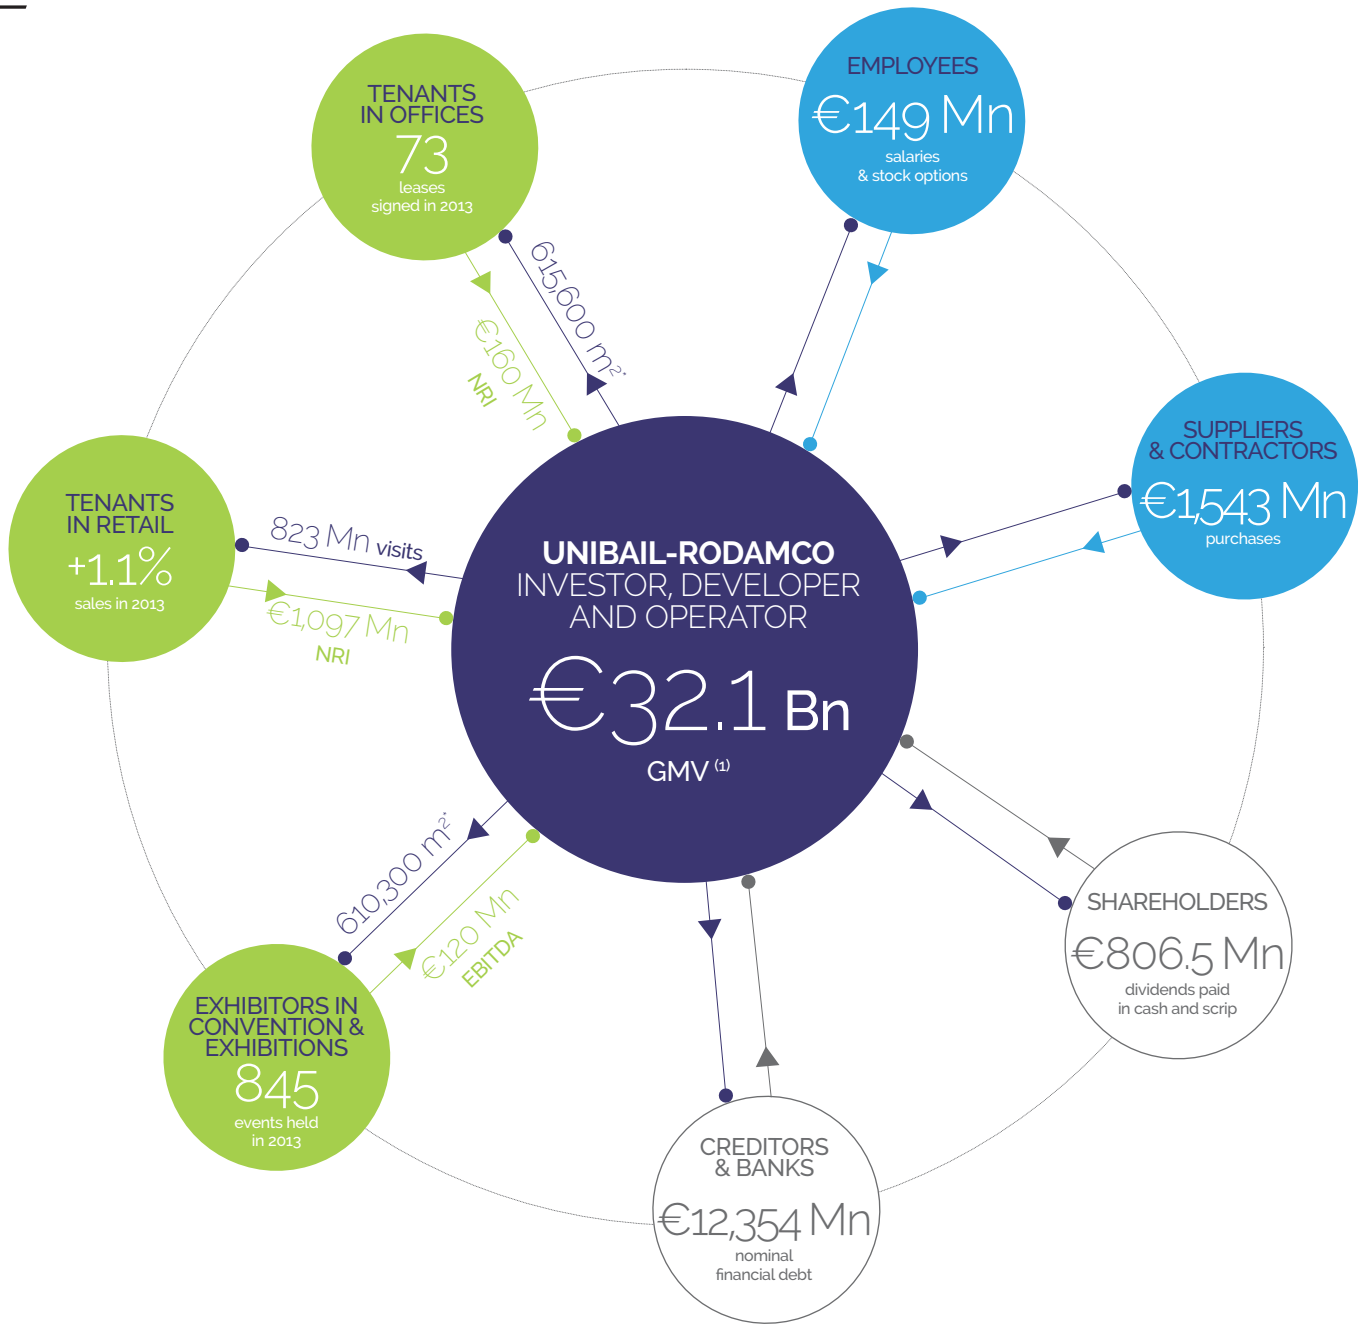 TENANTS
IN OFFICES
73
leases
signed in 2013
EMPLOYEES
€149 Mn
salaries
& stock options
615,600 m²*
€160 Mn
NRI
SUPPLIERS
& CONTRACTORS
€1,543 Mn
purchases
TENANTS
IN RETAIL
+1.1%
sales in 2013
823 Mn visits
€1,097 Mn
NRI
UNIBAIL-RODAMCO
INVESTOR, DEVELOPER
AND OPERATOR
€32.1 Bn
GMV (1)
610,300 m²*
€120 Mn
EBITDA
SHAREHOLDERS
€806.5 Mn
dividends paid
in cash and scrip
EXHIBITORS IN
CONVENTION &
EXHIBITIONS
845
events held
in 2013
CREDITORS
& BANKS
€12,354 Mn
nominal
financial debt